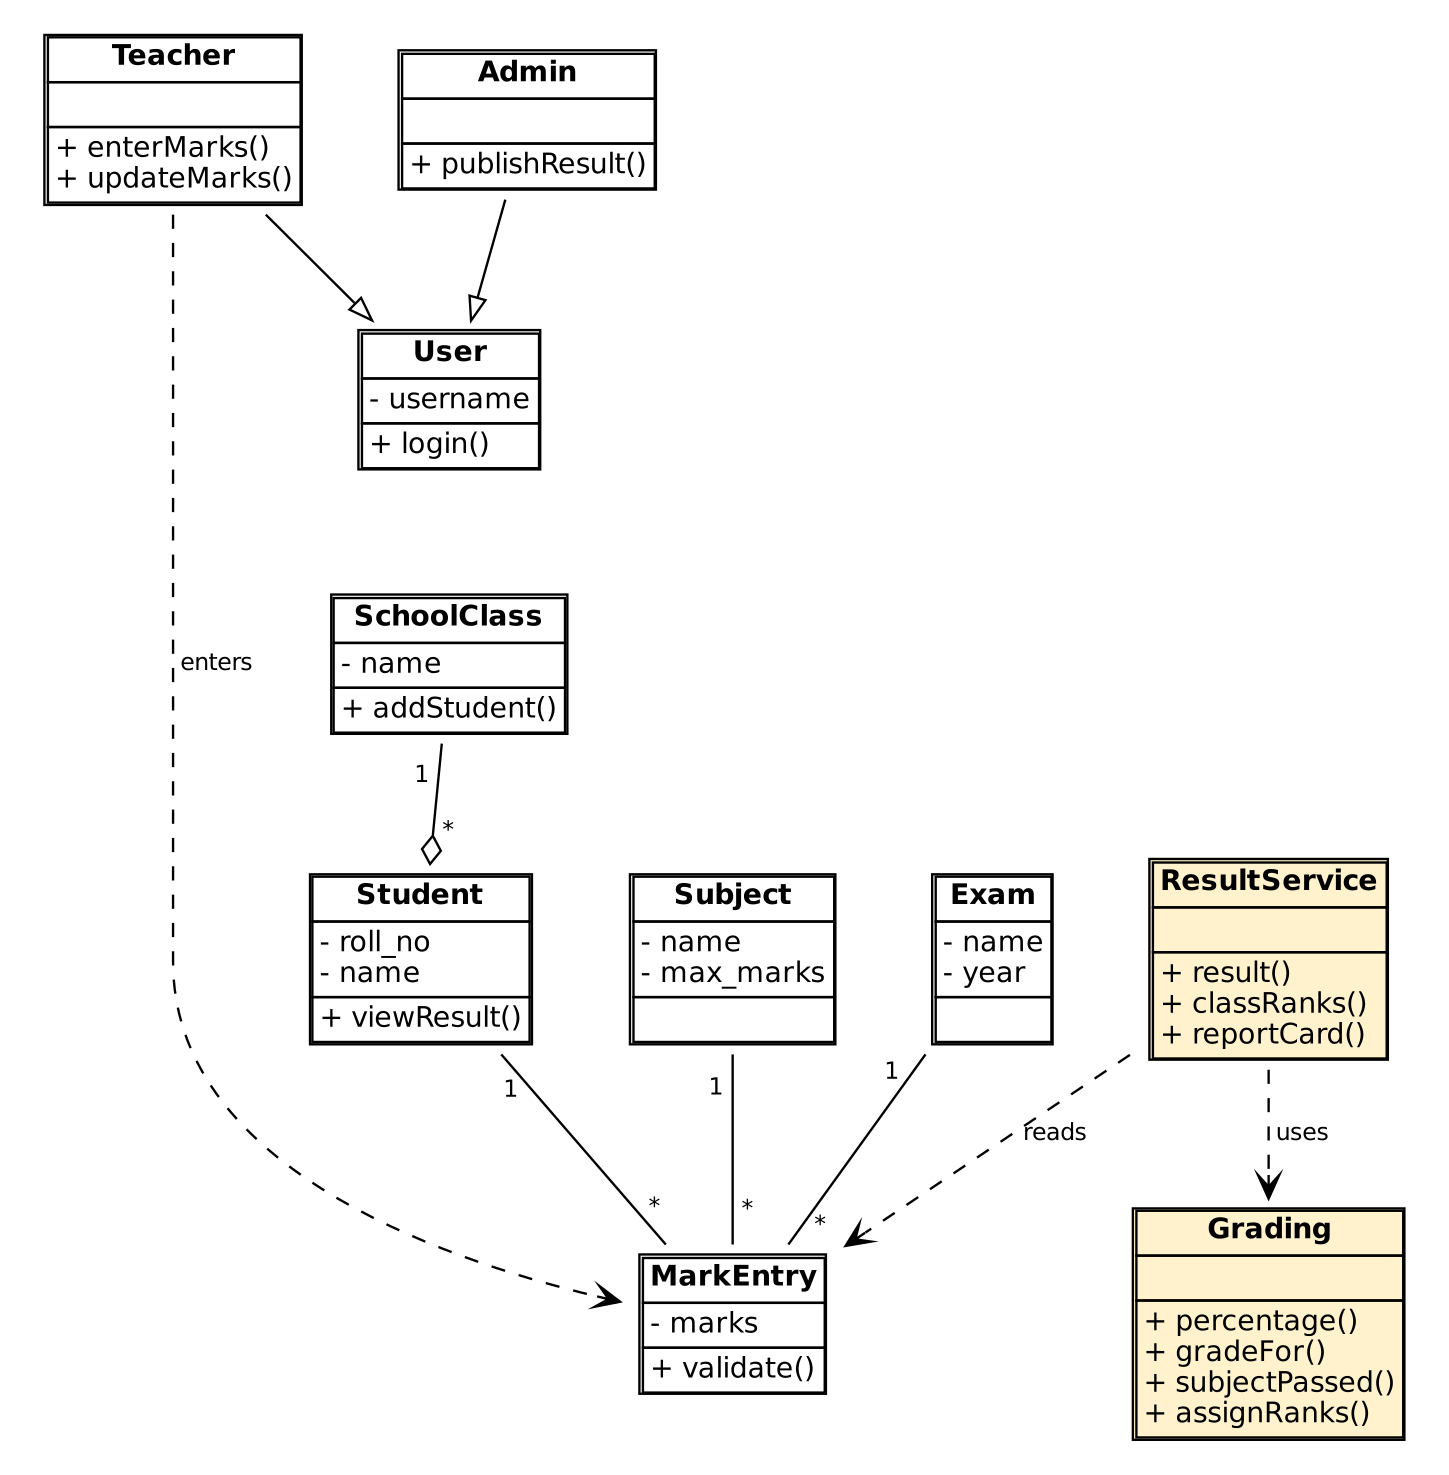 Teacher
+ enterMarks()
+ updateMarks()
Admin
+ publishResult()
User
- username
+ login()
enters
SchoolClass
- name
+ addStudent()
1
*
Student
- roll_no
- name
+ viewResult()
Subject
- name
- max_marks
Exam
- name
- year
ResultService
+ result()
+ classRanks()
+ reportCard()
1
1
1
*
*
*
reads
uses
MarkEntry
- marks
+ validate()
Grading
+ percentage()
+ gradeFor()
+ subjectPassed()
+ assignRanks()